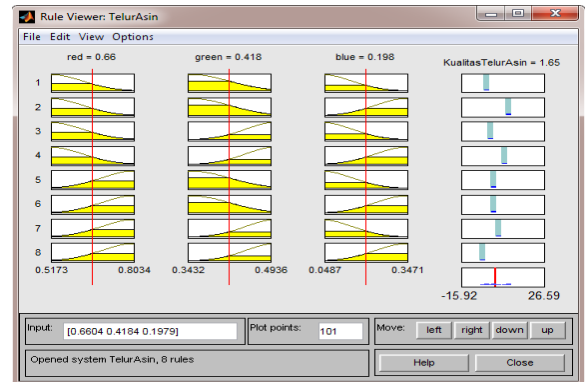 Rule Viewer: TelurAsin
File Edit View Options
red = 0.66 green = 0.418 blue = 0.198 KualitasTelurAsin = 1.65
1
2
3
4
5
6
7
8
0.5173 0.8034 0.3432 0.4936 0.0487 0.3471
-15.92 26.59
Input: [0.6604 0.4184 0.1979] Plot points: 101 Move: left right down up
Opened system TelurAsin, 8 rules Help Close